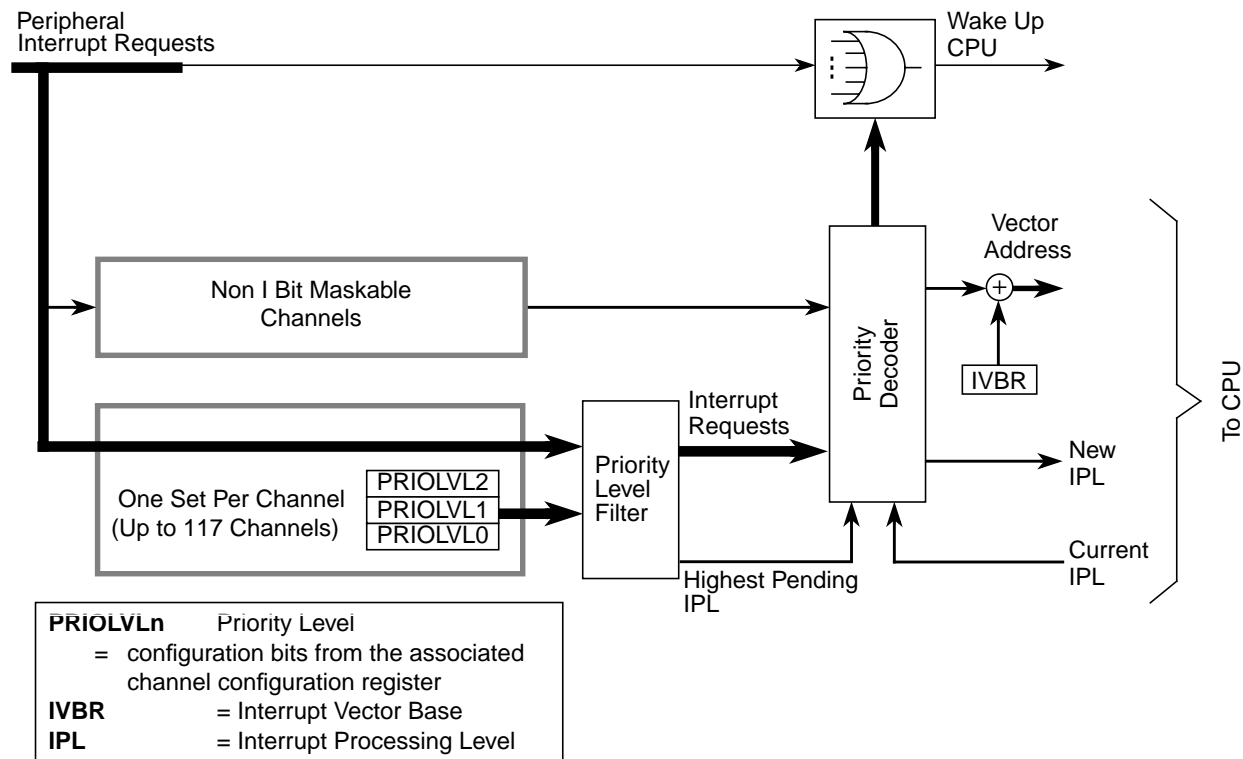 Peripheral
Interrupt Requests
Wake Up
CPU
Vector
Address
Non I Bit Maskable
Channels
Priority
Decoder
IVBR
To CPU
Interrupt
Requests
One Set Per Channel
(Up to 117 Channels)
PRIOLVL2
PRIOLVL1
PRIOLVL0
Priority
Level
Filter
New
IPL
Highest Pending
IPL
Current
IPL
PRIOLVLn Priority Level
= configuration bits from the associated
channel configuration register
IVBR = Interrupt Vector Base
IPL = Interrupt Processing Level